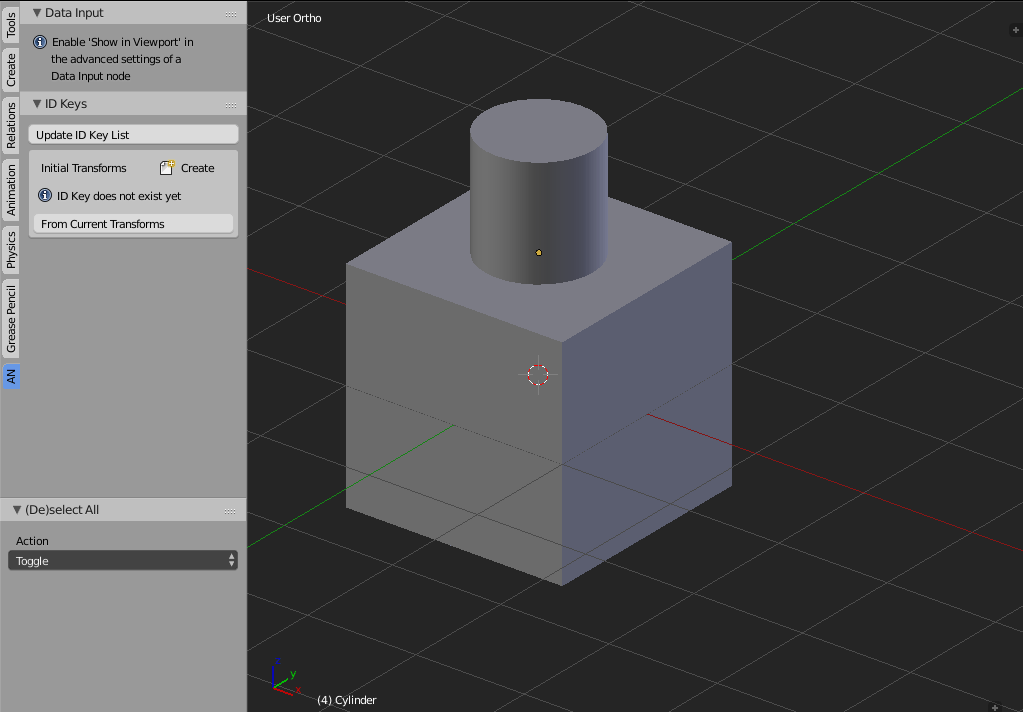 Tools
Create
Relations
Animation
Physics
Grease Pencil
AN
Data Input
Enable 'Show in Viewport' in
the advanced settings of a
Data Input node
ID Keys
Update ID Key List
Initial Transforms Create
ID Key does not exist yet
From Current Transforms
(De)select All
Action
Toggle
User Ortho
z
y
x
(4) Cylinder